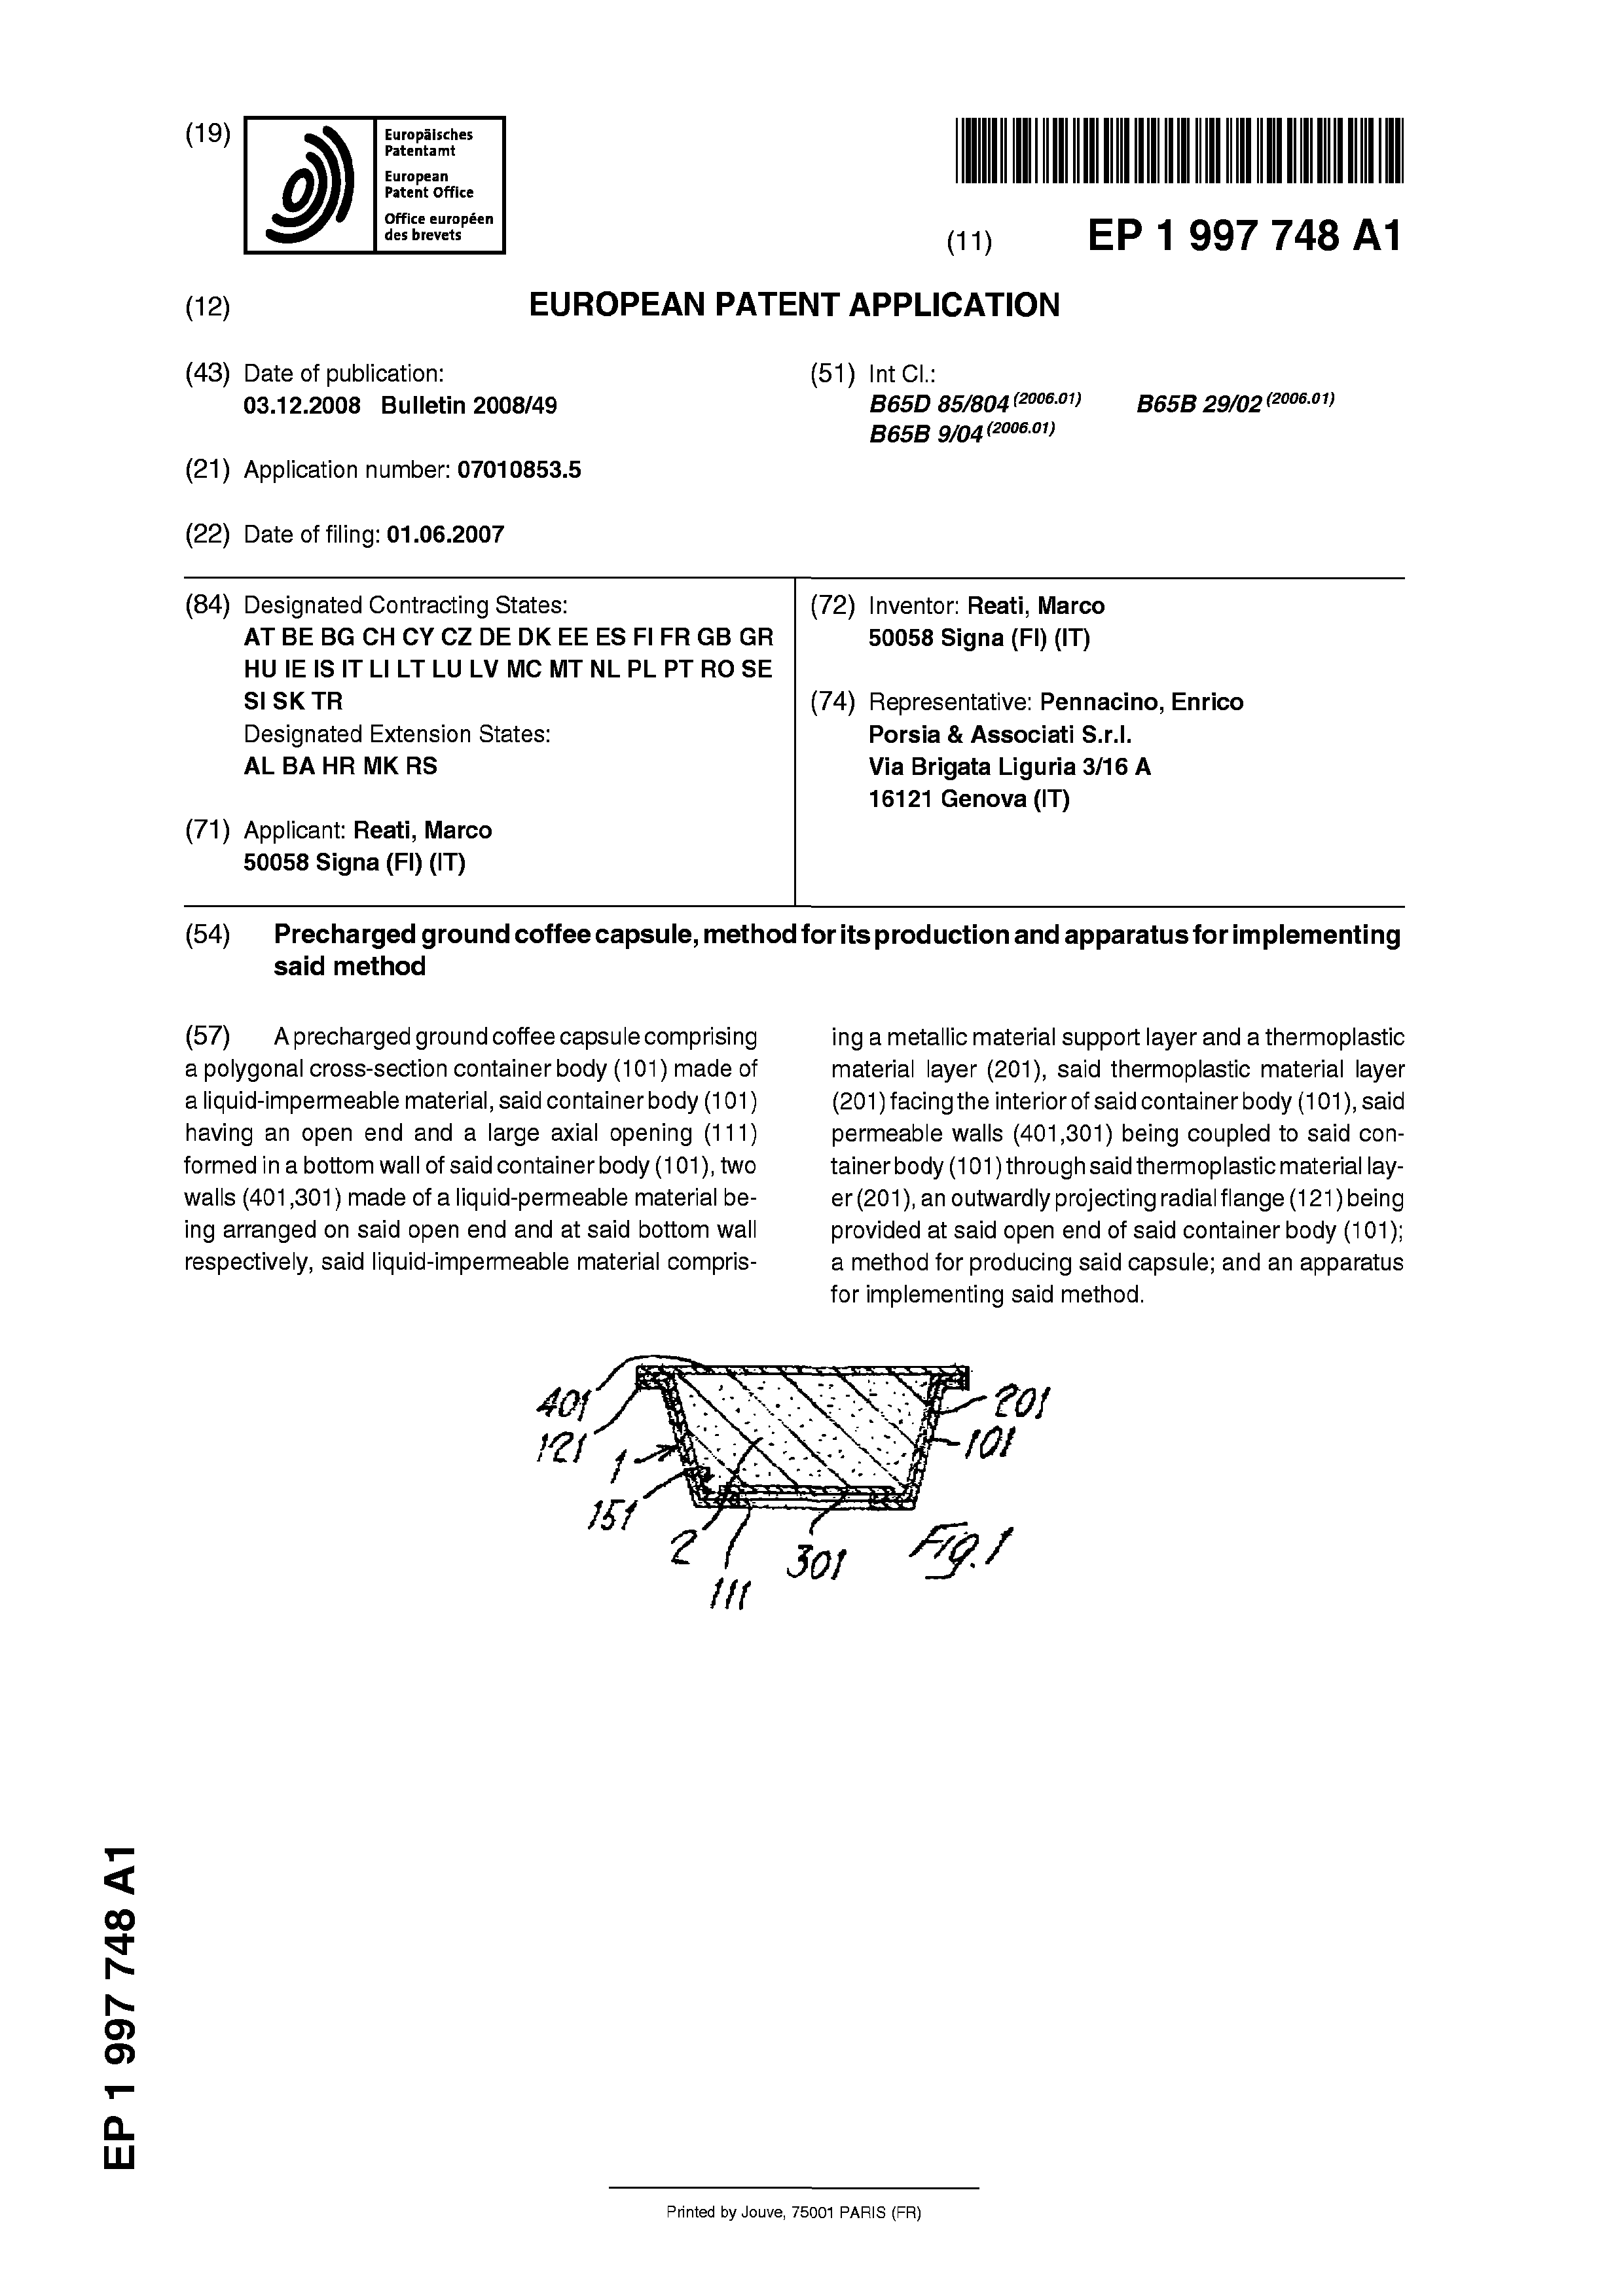 (19)
Europäisches
Patentamt
European
Patent Office
Office européen
des brevets
(11) EP 1 997 748 A1
(12) EUROPEAN PATENT APPLICATION
(43) Date of publication:
03.12.2008 Bulletin 2008/49
(21) Application number: 07010853.5
(22) Date of filing: 01.06.2007
(51) Int Cl.:
B65D 85/804 (2006.01) B65B 29/02 (2006.01)
B65B 9/04 (2006.01)
(84) Designated Contracting States:
AT BE BG CH CY CZ DE DK EE ES FI FR GB GR
HU IE IS IT LI LT LU LV MC MT NL PL PT RO SE
SI SK TR
Designated Extension States:
AL BA HR MK RS
(71) Applicant: Reati, Marco
50058 Signa (FI) (IT)
(72) Inventor: Reati, Marco
50058 Signa (FI) (IT)
(74) Representative: Pennacino, Enrico
Porsia & Associati S.r.l.
Via Brigata Liguria 3/16 A
16121 Genova (IT)
(54) Precharged ground coffee capsule, method for its production and apparatus for implementing
said method
(57) A precharged ground coffee capsule comprising
a polygonal cross-section container body (101) made of
a liquid-impermeable material, said container body (101)
having an open end and a large axial opening (111)
formed in a bottom wall of said container body (101), two
walls (401,301) made of a liquid-permeable material be-
ing arranged on said open end and at said bottom wall
respectively, said liquid-impermeable material compris-
ing a metallic material support layer and a thermoplastic
material layer (201), said thermoplastic material layer
(201) facing the interior of said container body (101), said
permeable walls (401,301) being coupled to said con-
tainer body (101) through said thermoplastic material lay-
er (201), an outwardly projecting radial flange (121) being
provided at said open end of said container body (101);
a method for producing said capsule; and an apparatus
for implementing said method.
401
121
1
151
2
111
301
201
101
Fig.1
EP 1 997 748 A1
Printed by Jouve, 75001 PARIS (FR)